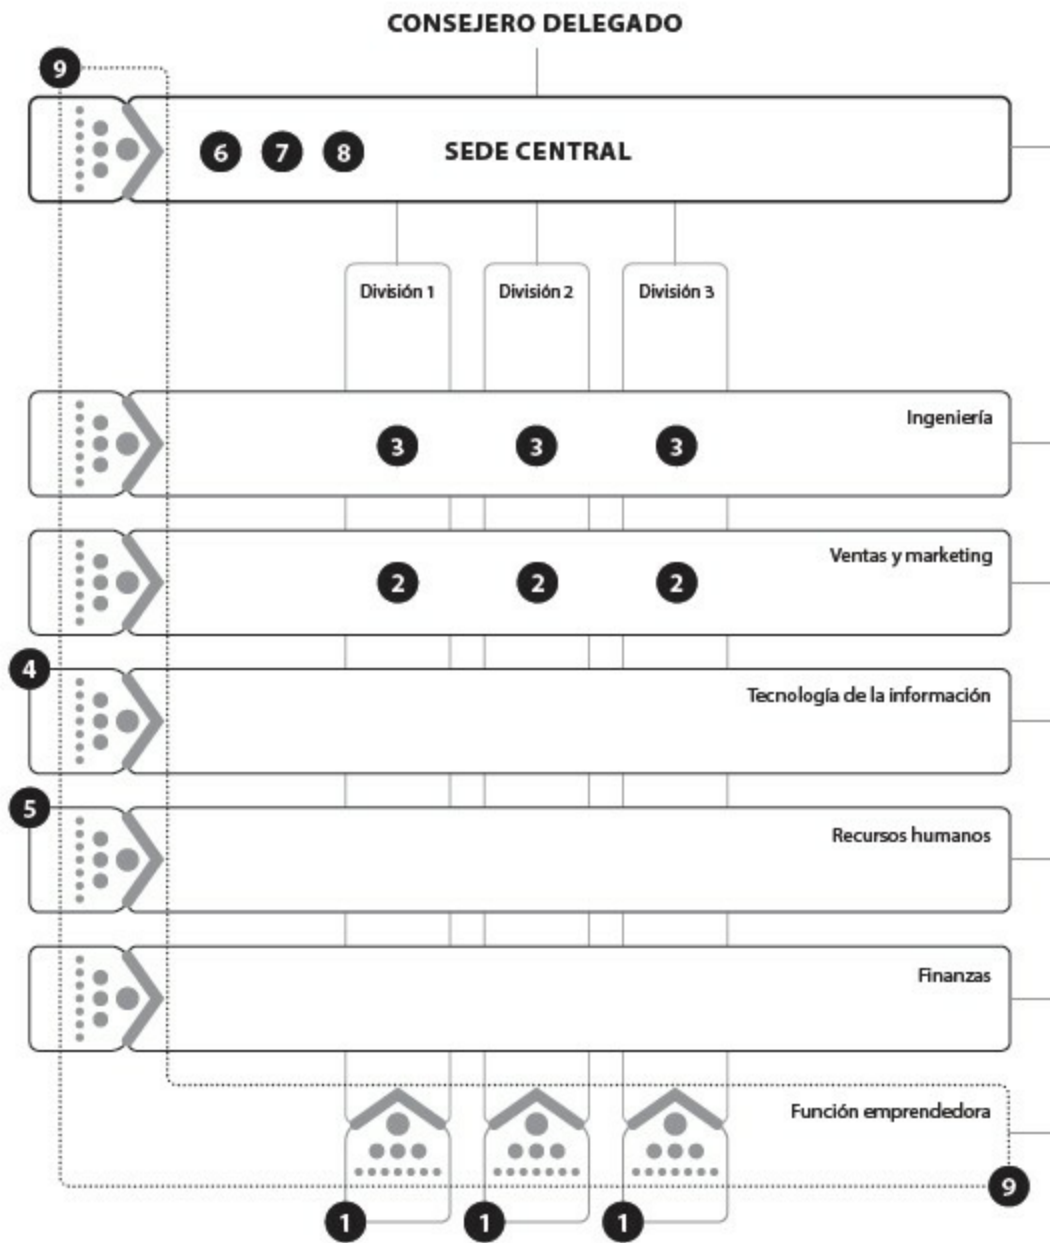 CONSEJERO DELEGADO
9
6 7 8 SEDE CENTRAL
División 1 División 2 División 3
Ingeniería
3 3 3
Ventas y marketing
2 2 2
4
Tecnología de la información
5
Recursos humanos
Finanzas
Función emprendedora
9
1 1 1